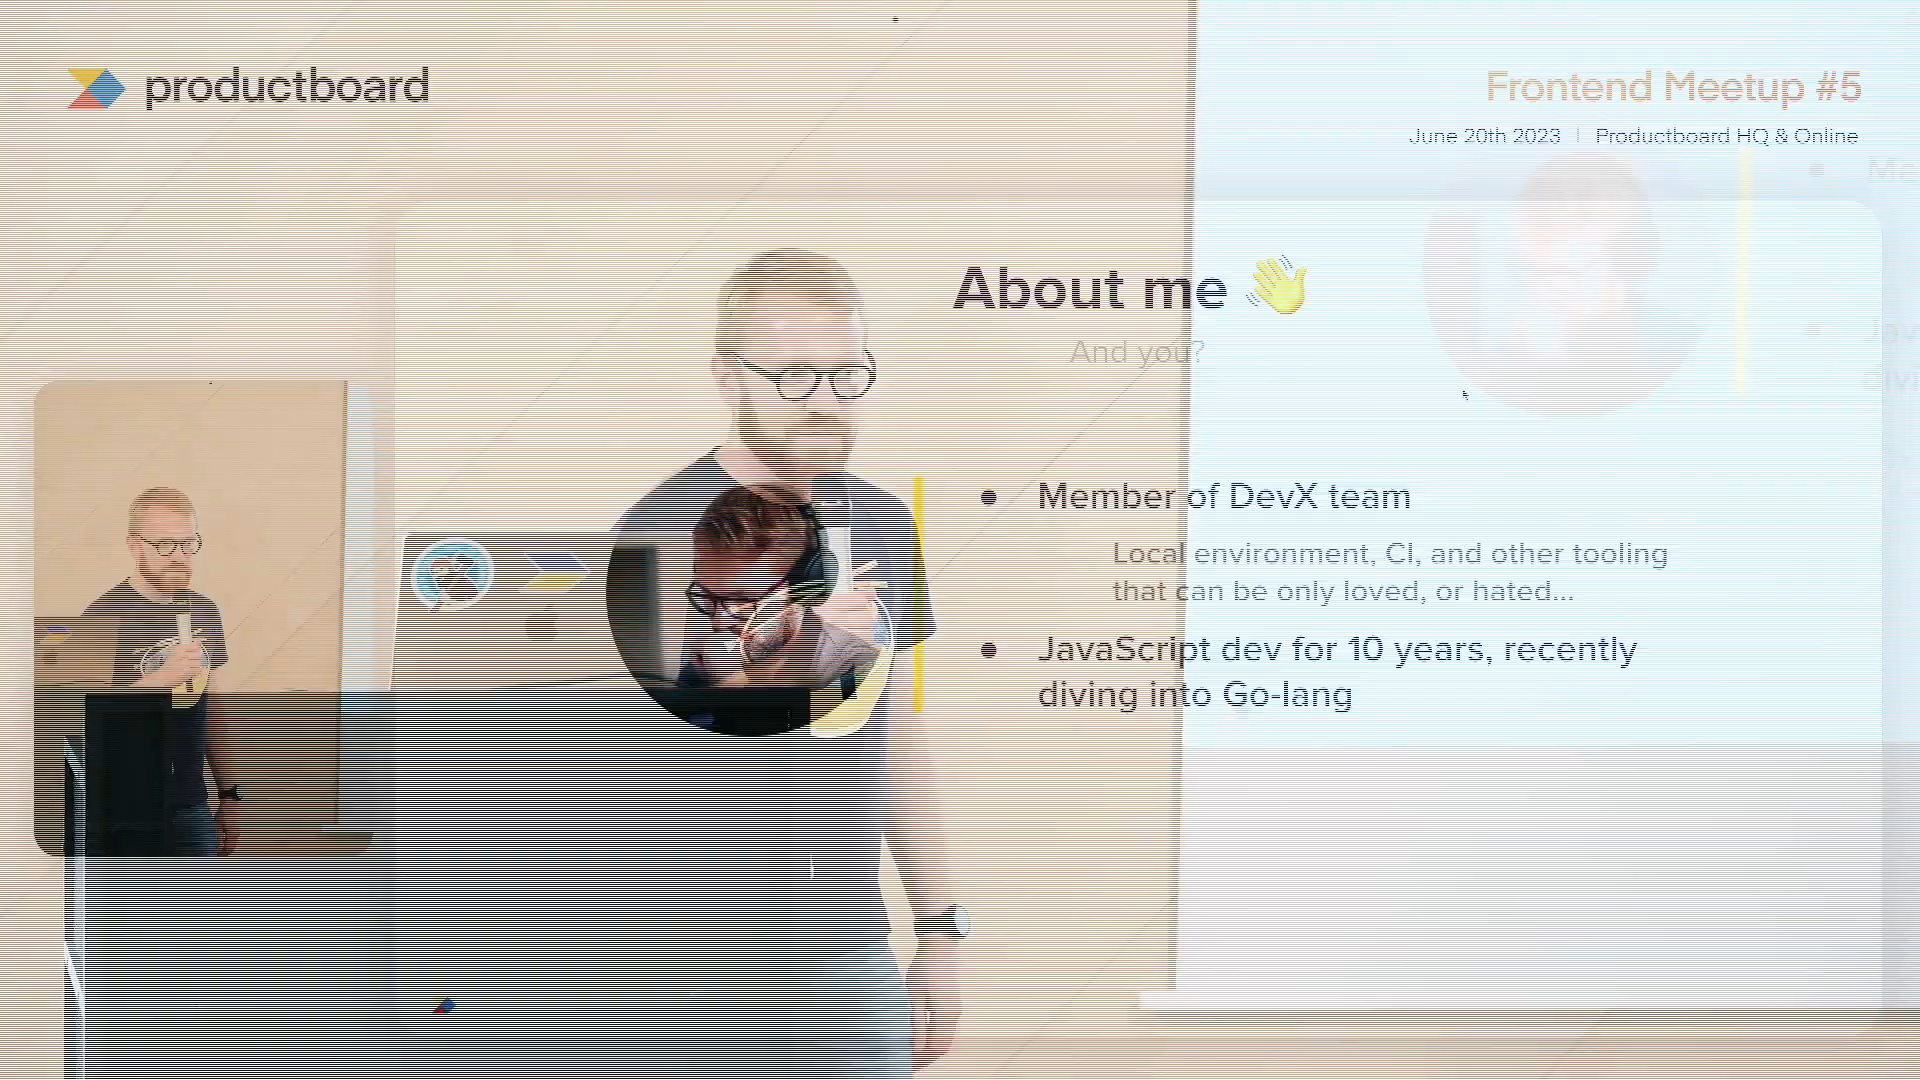 productboard
Frontend Meetup #5
June 20th 2023 | Productboard HQ & Online
About me 👋
And you?
● Member of DevX team
Local environment, CI, and other tooling
that can be only loved, or hated...
● JavaScript dev for 10 years, recently
diving into Go-lang